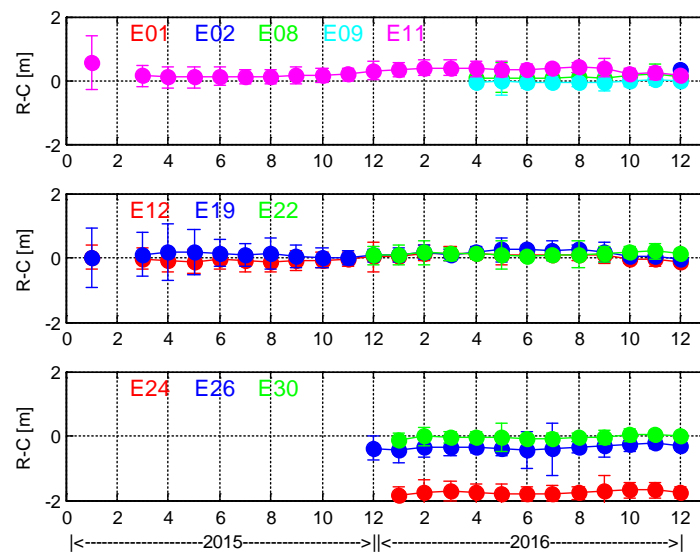 E01 E02 E08 E09 E11
2
0
-2
R-C [m]
0 2 4 6 8 10 12 2 4 6 8 10 12
E12 E19 E22
2
0
-2
R-C [m]
0 2 4 6 8 10 12 2 4 6 8 10 12
E24 E26 E30
2
0
-2
R-C [m]
0 2 4 6 8 10 12 2 4 6 8 10 12
|<-----------------2015----------------->||<-----------------2016----------------->|